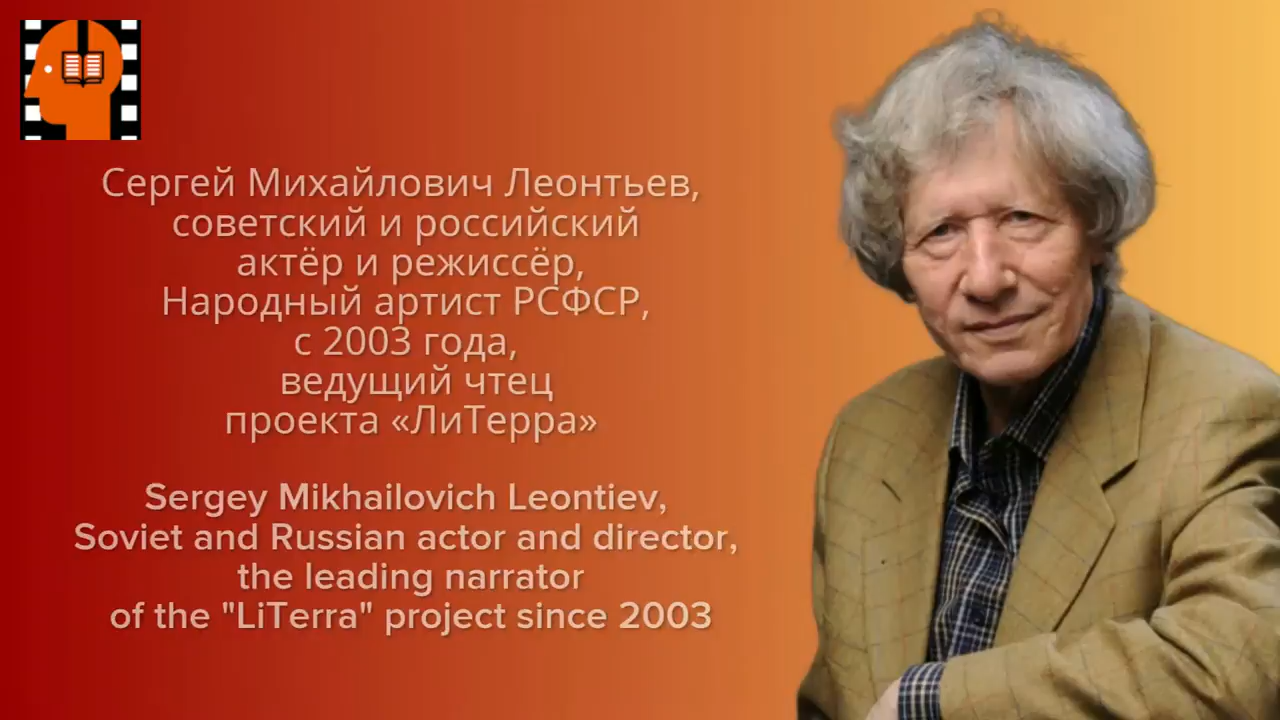 Сергей Михайлович Леонтьев,
советский и российский
актёр и режиссёр,
Народный артист РСФСР,
с 2003 года,
ведущий чтец
проекта «ЛиТерра»
Sergey Mikhailovich Leontiev,
Soviet and Russian actor and director,
the leading narrator
of the "LiTerra" project since 2003